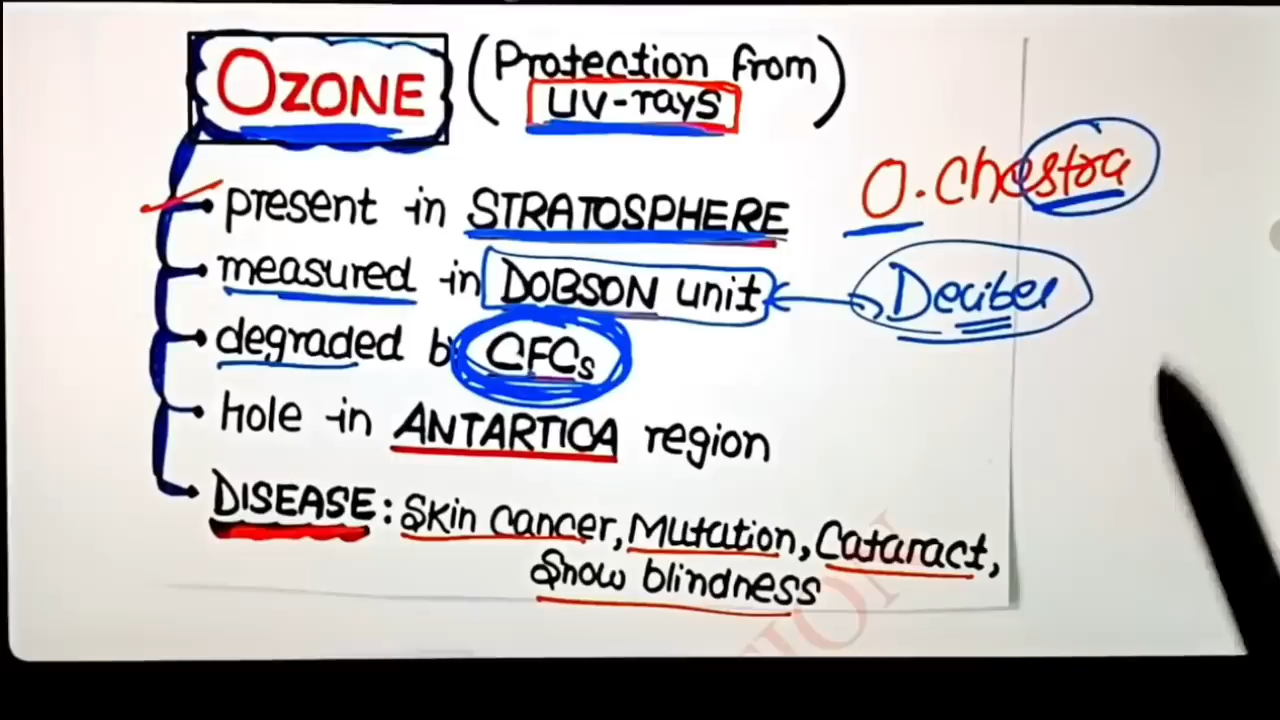 OZONE (Protection from
UV-rays)
O.Chestra
present in STRATOSPHERE
measured in DOBSON unit
Decibel
degraded b CFCs
hole in ANTARTICA region
DISEASE: Skin cancer, Mutation, Cataract,
Snow blindness